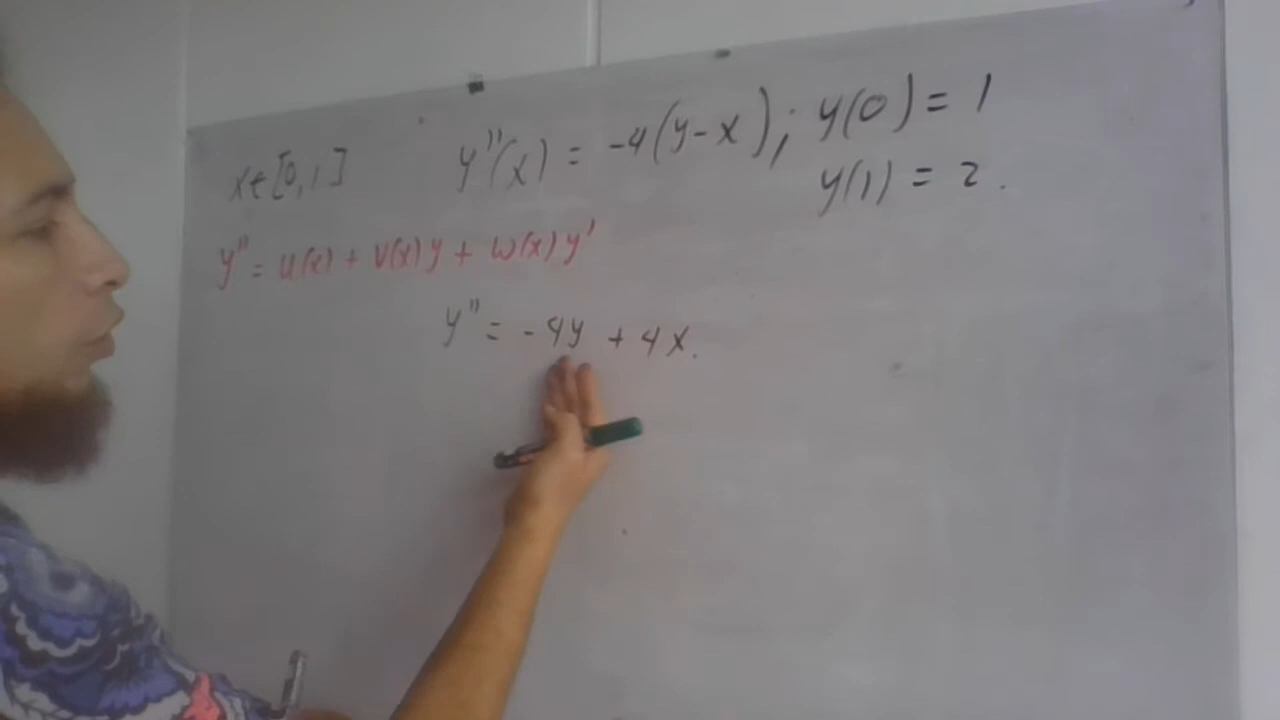 x∈[0,1] y''(x) = -4(y-x); y(0) = 1
y(1) = 2.
y'' = u(x) + v(x)y + w(x)y'
y'' = -4y + 4x.